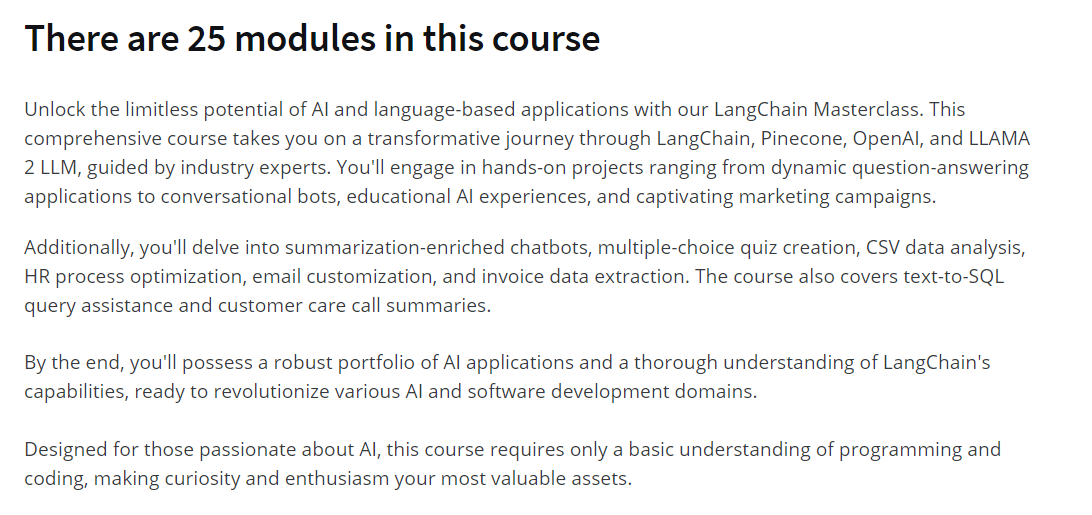 There are 25 modules in this course
Unlock the limitless potential of AI and language-based applications with our LangChain Masterclass. This
comprehensive course takes you on a transformative journey through LangChain, Pinecone, OpenAI, and LLAMA
2 LLM, guided by industry experts. You'll engage in hands-on projects ranging from dynamic question-answering
applications to conversational bots, educational AI experiences, and captivating marketing campaigns.
Additionally, you'll delve into summarization-enriched chatbots, multiple-choice quiz creation, CSV data analysis,
HR process optimization, email customization, and invoice data extraction. The course also covers text-to-SQL
query assistance and customer care call summaries.
By the end, you'll possess a robust portfolio of AI applications and a thorough understanding of LangChain's
capabilities, ready to revolutionize various AI and software development domains.
Designed for those passionate about AI, this course requires only a basic understanding of programming and
coding, making curiosity and enthusiasm your most valuable assets.